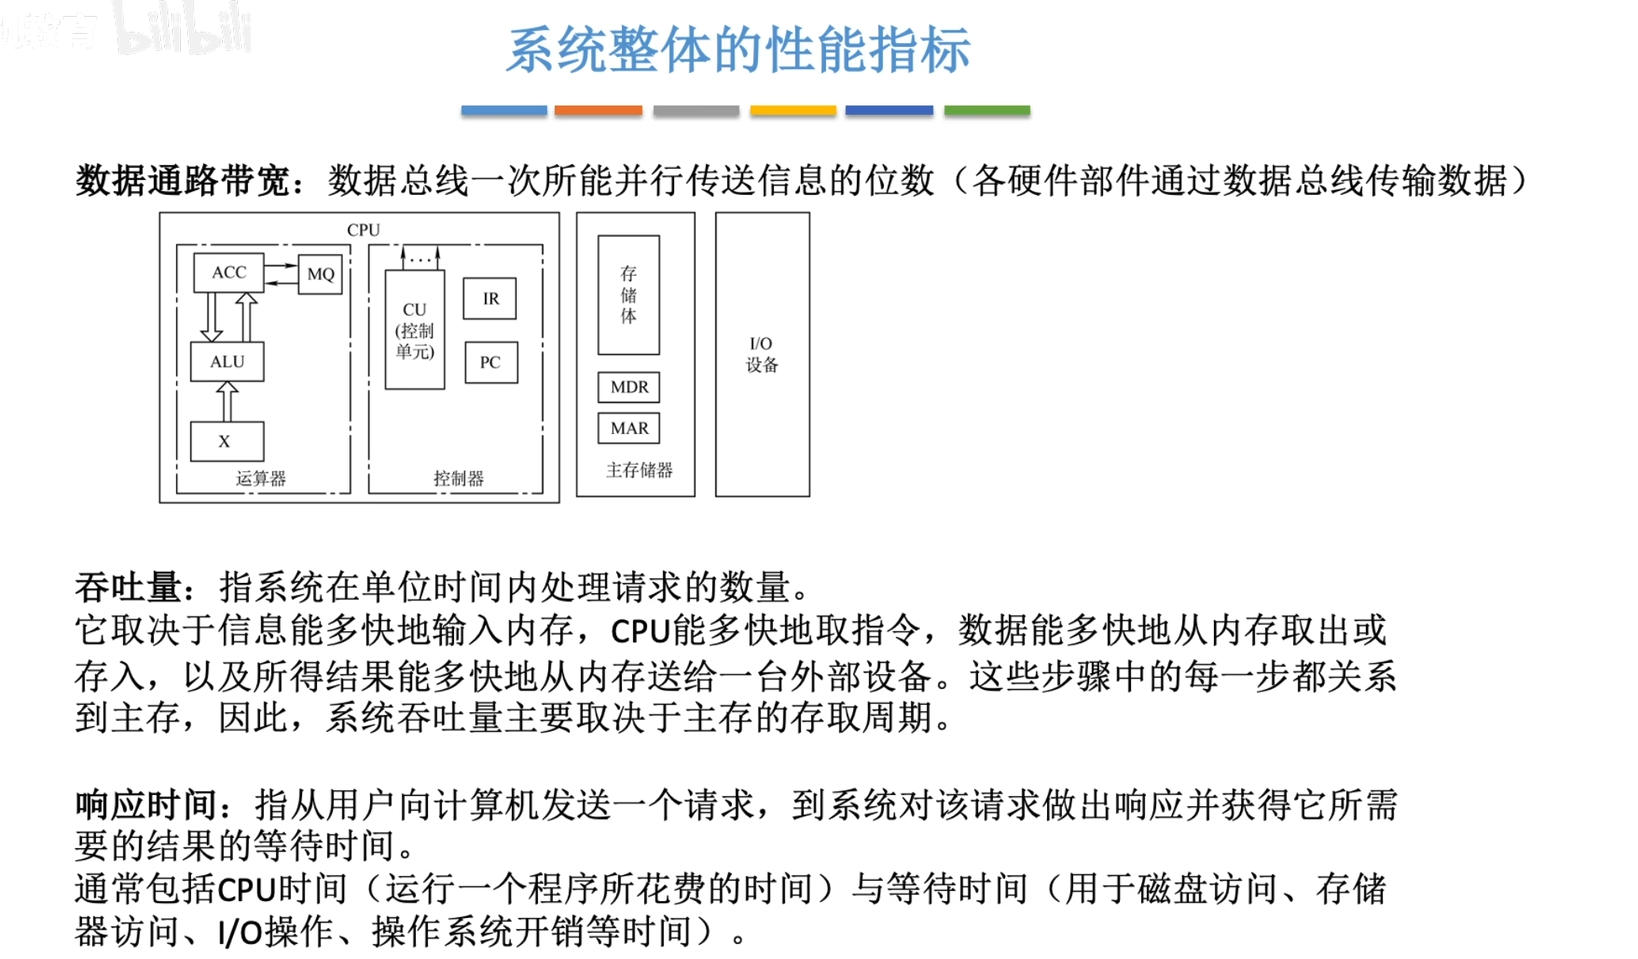 教育 bilibili
系统整体的性能指标
数据通路带宽：数据总线一次所能并行传送信息的位数（各硬件部件通过数据总线传输数据）
CPU
ACC
MQ
ALU
X
运算器
...
CU
(控制
单元)
IR
PC
控制器
存
储
体
MDR
MAR
主存储器
I/O
设备
吞吐量：指系统在单位时间内处理请求的数量。
它取决于信息能多快地输入内存，CPU能多快地取指令，数据能多快地从内存取出或
存入，以及所得结果能多快地从内存送给一台外部设备。这些步骤中的每一步都关系
到主存，因此，系统吞吐量主要取决于主存的存取周期。
响应时间：指从用户向计算机发送一个请求，到系统对该请求做出响应并获得它所需
要的结果的等待时间。
通常包括CPU时间（运行一个程序所花费的时间）与等待时间（用于磁盘访问、存储
器访问、I/O操作、操作系统开销等时间）。